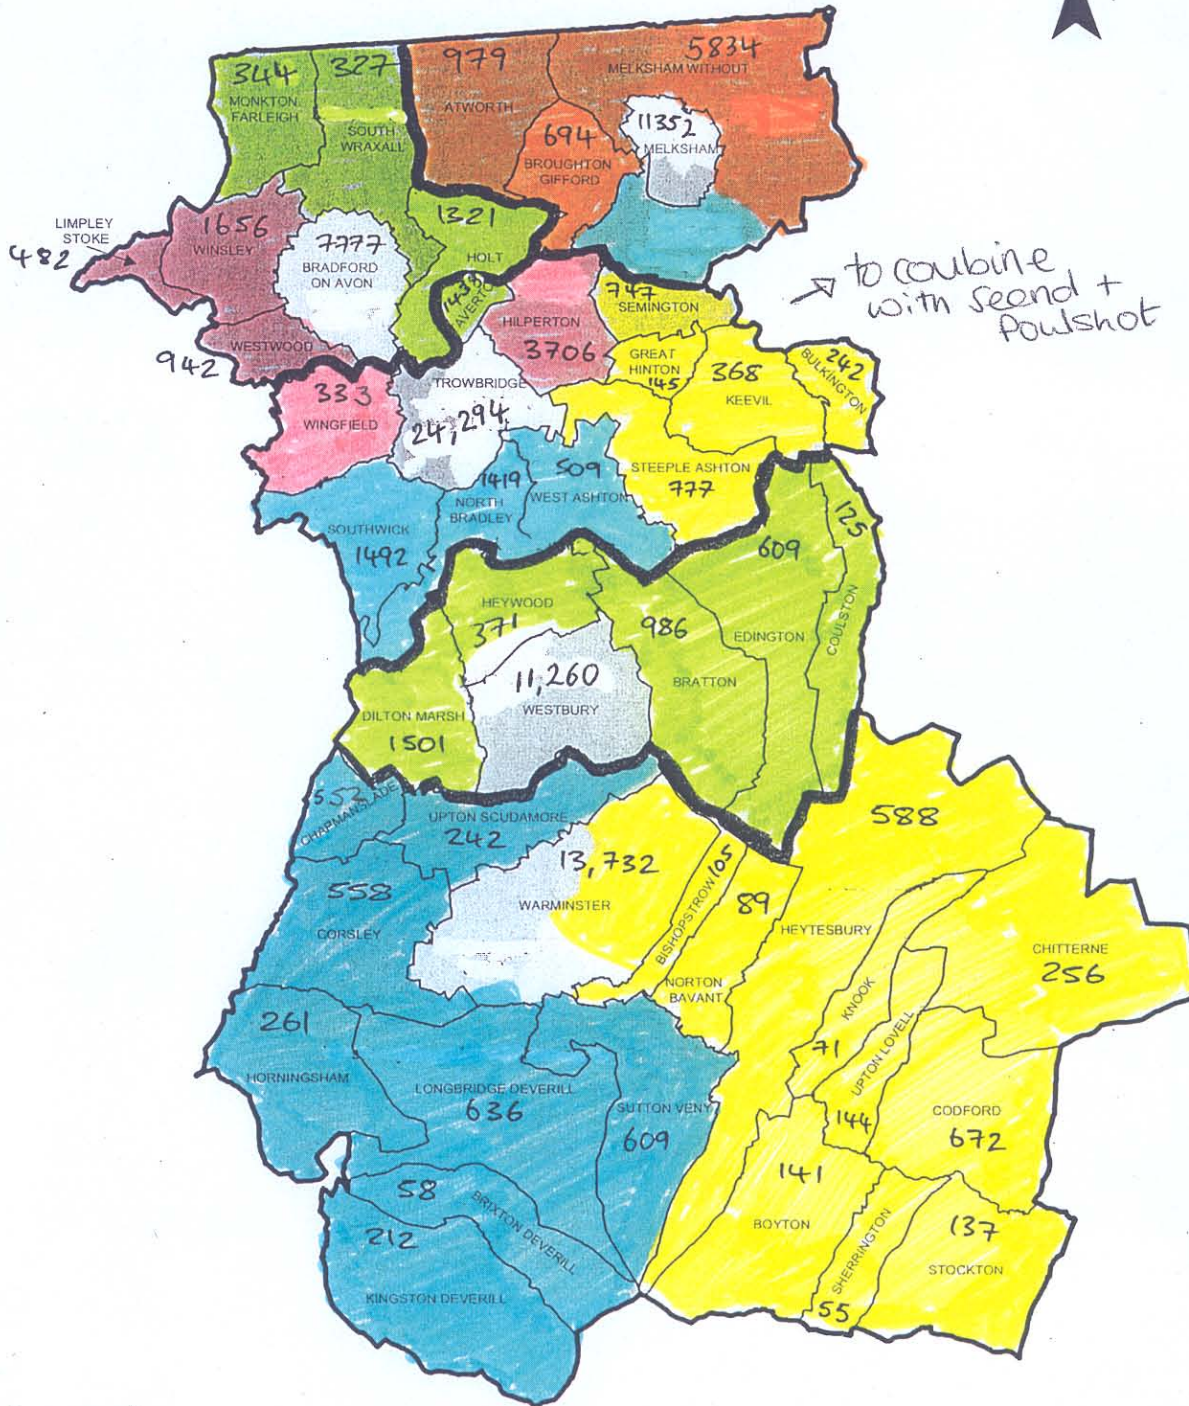 344
MONKTON
FARLEIGH
327
SOUTH
WRAXALL
979
ATWORTH
5834
MELKSHAM WITHOUT
694
BROUGHTON
GIFFORD
11352
MELKSHAM
LIMPLEY
STOKE
482
1656
WINSLEY
7777
BRADFORD
ON AVON
1321
HOLT
WESTWOOD
942
HILPERTON
3706
747
SEMINGTON
to combine
with Seend +
Poulshot
GREAT
HINTON
145
368
KEEVIL
242
BULKINGTON
333
WINGFIELD
TROWBRIDGE
24,294
STEEPLE ASHTON
777
SOUTHWICK
1492
1419
NORTH
BRADLEY
509
WEST ASHTON
609
EDINGTON
125
COULSTON
HEYWOOD
371
986
BRATTON
11,260
WESTBURY
DILTON MARSH
1501
CHAPMANSLADE
UPTON SCUDAMORE
242
558
CORSLEY
13,732
WARMINSTER
BISHOPSTROW
105
89
NORTON
BAVANT
588
HEYTESBURY
CHITTERNE
256
KNOOK
71
UPTON LOVELL
144
CODFORD
672
261
HORNINGSHAM
LONGBRIDGE DEVERILL
636
SUTTON VENY
609
58
BRIXTON DEVERILL
212
KINGSTON DEVERILL
141
BOYTON
SHERRINGTON
55
137
STOCKTON